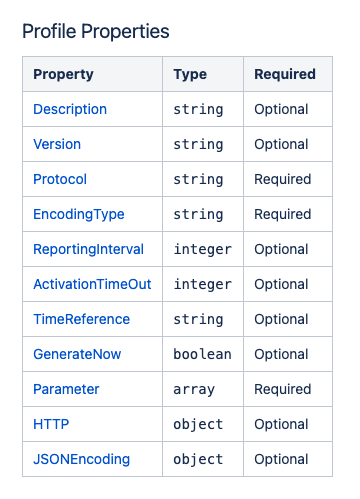 Profile Properties
Property Type Required
Description string Optional
Version string Optional
Protocol string Required
EncodingType string Required
ReportingInterval integer Optional
ActivationTimeOut integer Optional
TimeReference string Optional
GenerateNow boolean Optional
Parameter array Required
HTTP object Optional
JSONEncoding object Optional